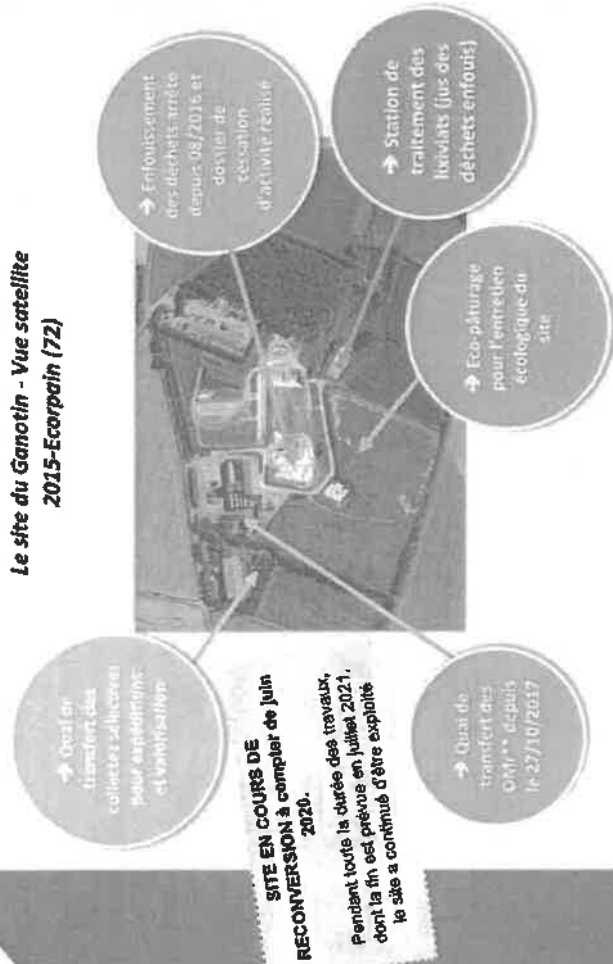 Le site du Ganotin - Vue satellite
2015-Ecorpain (72)
→ Quai de
transfert des
collectes sélectives
pour expéditions
et valorisation
→ Enfouissement
des déchets arrêté
depuis 08/2016 et
dossier de
cessation
d'activité réalisé
→ Station de
traitement des
lixiviats (jus des
déchets enfouis)
→ Eco-pâturage
pour l'entretien
écologique du
site
→ Quai de
transfert des
OMr** depuis
le 27/10/2017
SITE EN COURS DE
RECONVERSION à compter de juin
2020.
Pendant toute la durée des travaux,
dont la fin est prévue en juillet 2021,
le site a continué d'être exploité